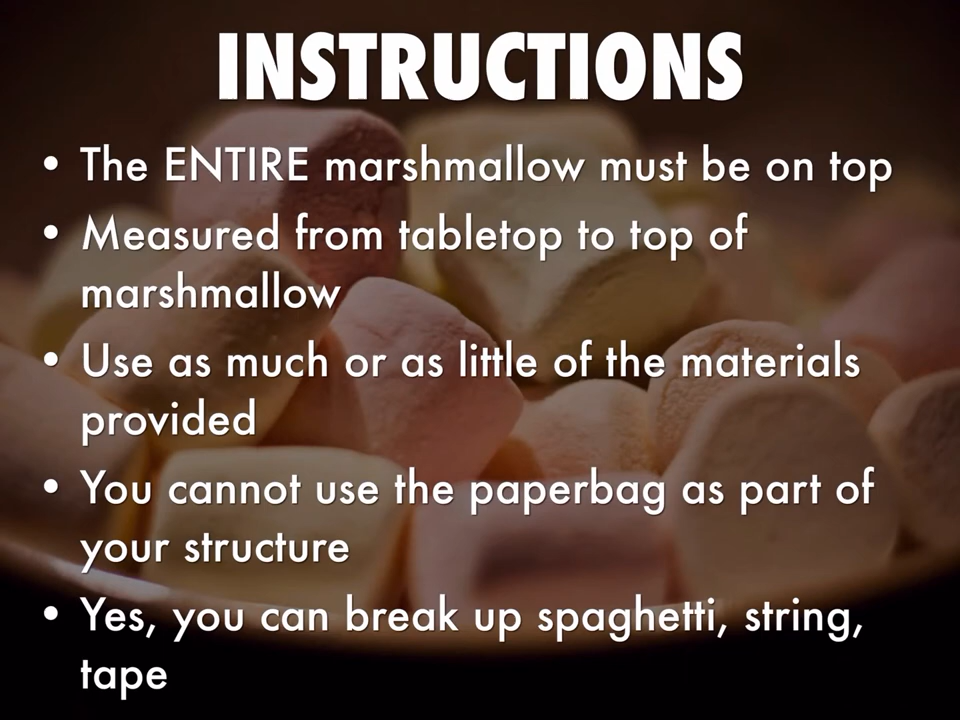 INSTRUCTIONS
• The ENTIRE marshmallow must be on top
• Measured from tabletop to top of
marshmallow
• Use as much or as little of the materials
provided
• You cannot use the paperbag as part of
your structure
• Yes, you can break up spaghetti, string,
tape